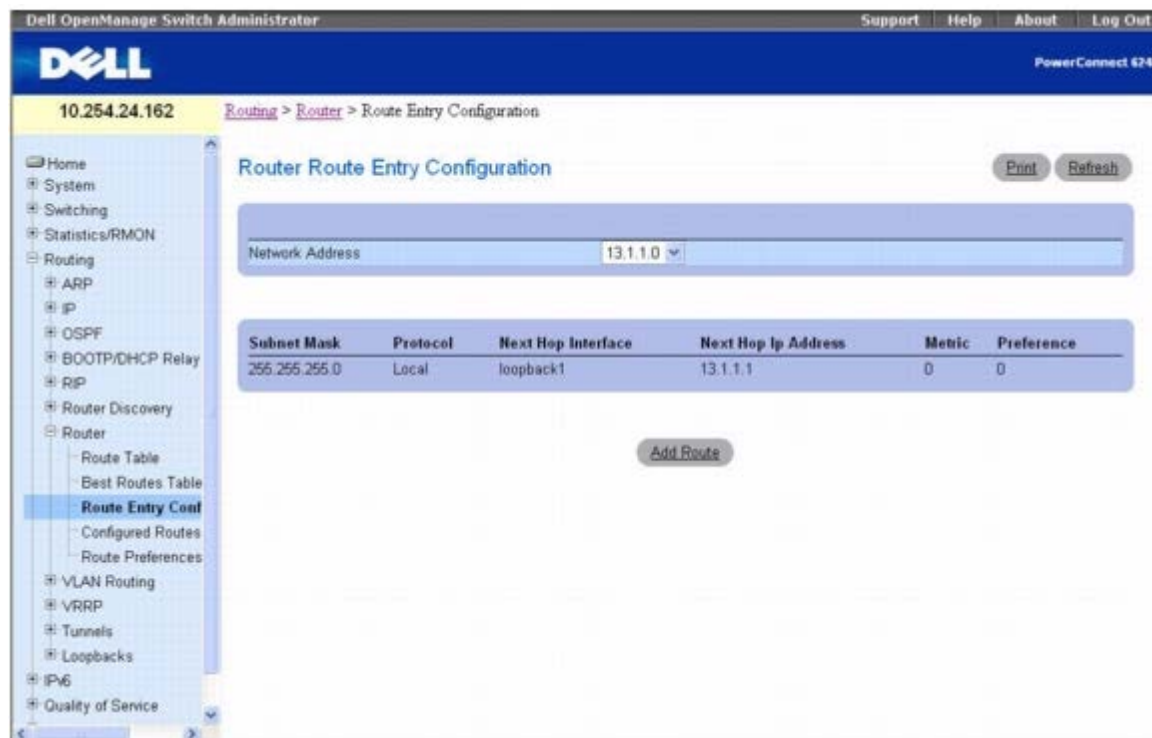 Dell OpenManage Switch Administrator Support Help About Log Out
DELL PowerConnect 624
10.254.24.162 Routing > Router > Route Entry Configuration
Home
System
Switching
Statistics/RMON
Routing
ARP
IP
OSPF
BOOTP/DHCP Relay
RIP
Router Discovery
Router
Route Table
Best Routes Table
Route Entry Conf
Configured Routes
Route Preferences
VLAN Routing
VRRP
Tunnels
Loopbacks
IPv6
Quality of Service
Router Route Entry Configuration Print Refresh
Network Address 13.1.1.0
Subnet Mask Protocol Next Hop Interface Next Hop Ip Address Metric Preference
255.255.255.0 Local loopback1 13.1.1.1 0 0
Add Route